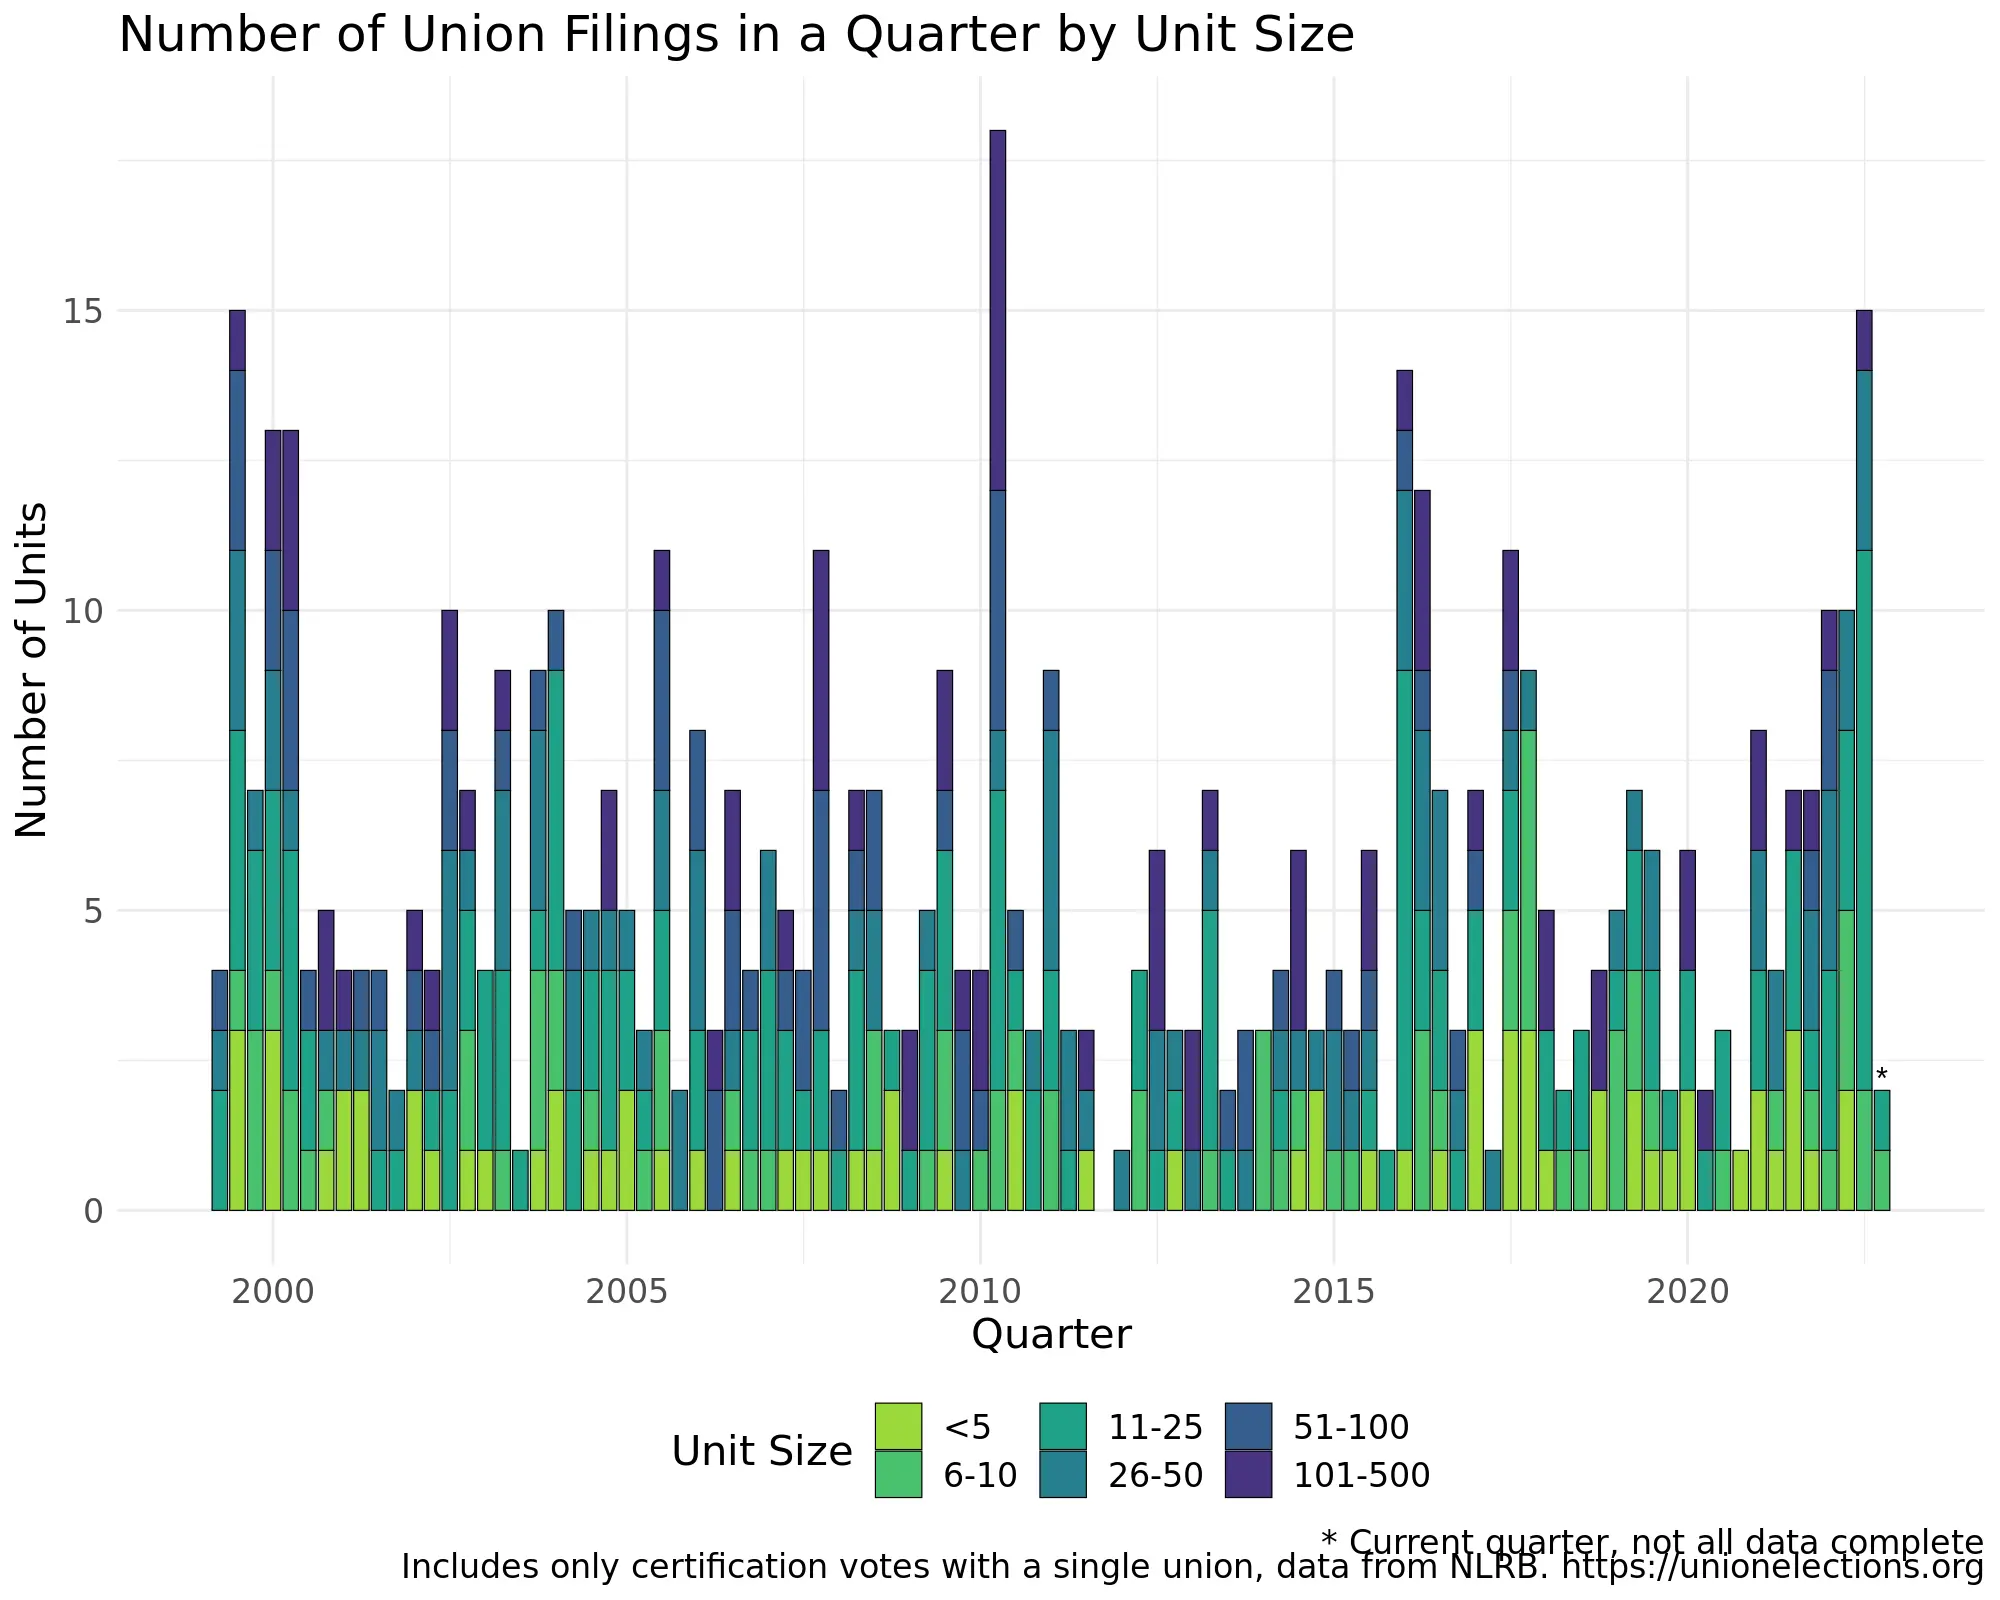 Number of Union Filings in a Quarter by Unit Size
Number of Units
15
10
5
0
*
2000 2005 2010 2015 2020
Quarter
Unit Size
<5 11-25 51-100
6-10 26-50 101-500
* Current quarter, not all data complete
Includes only certification votes with a single union, data from NLRB. https://unionelections.org